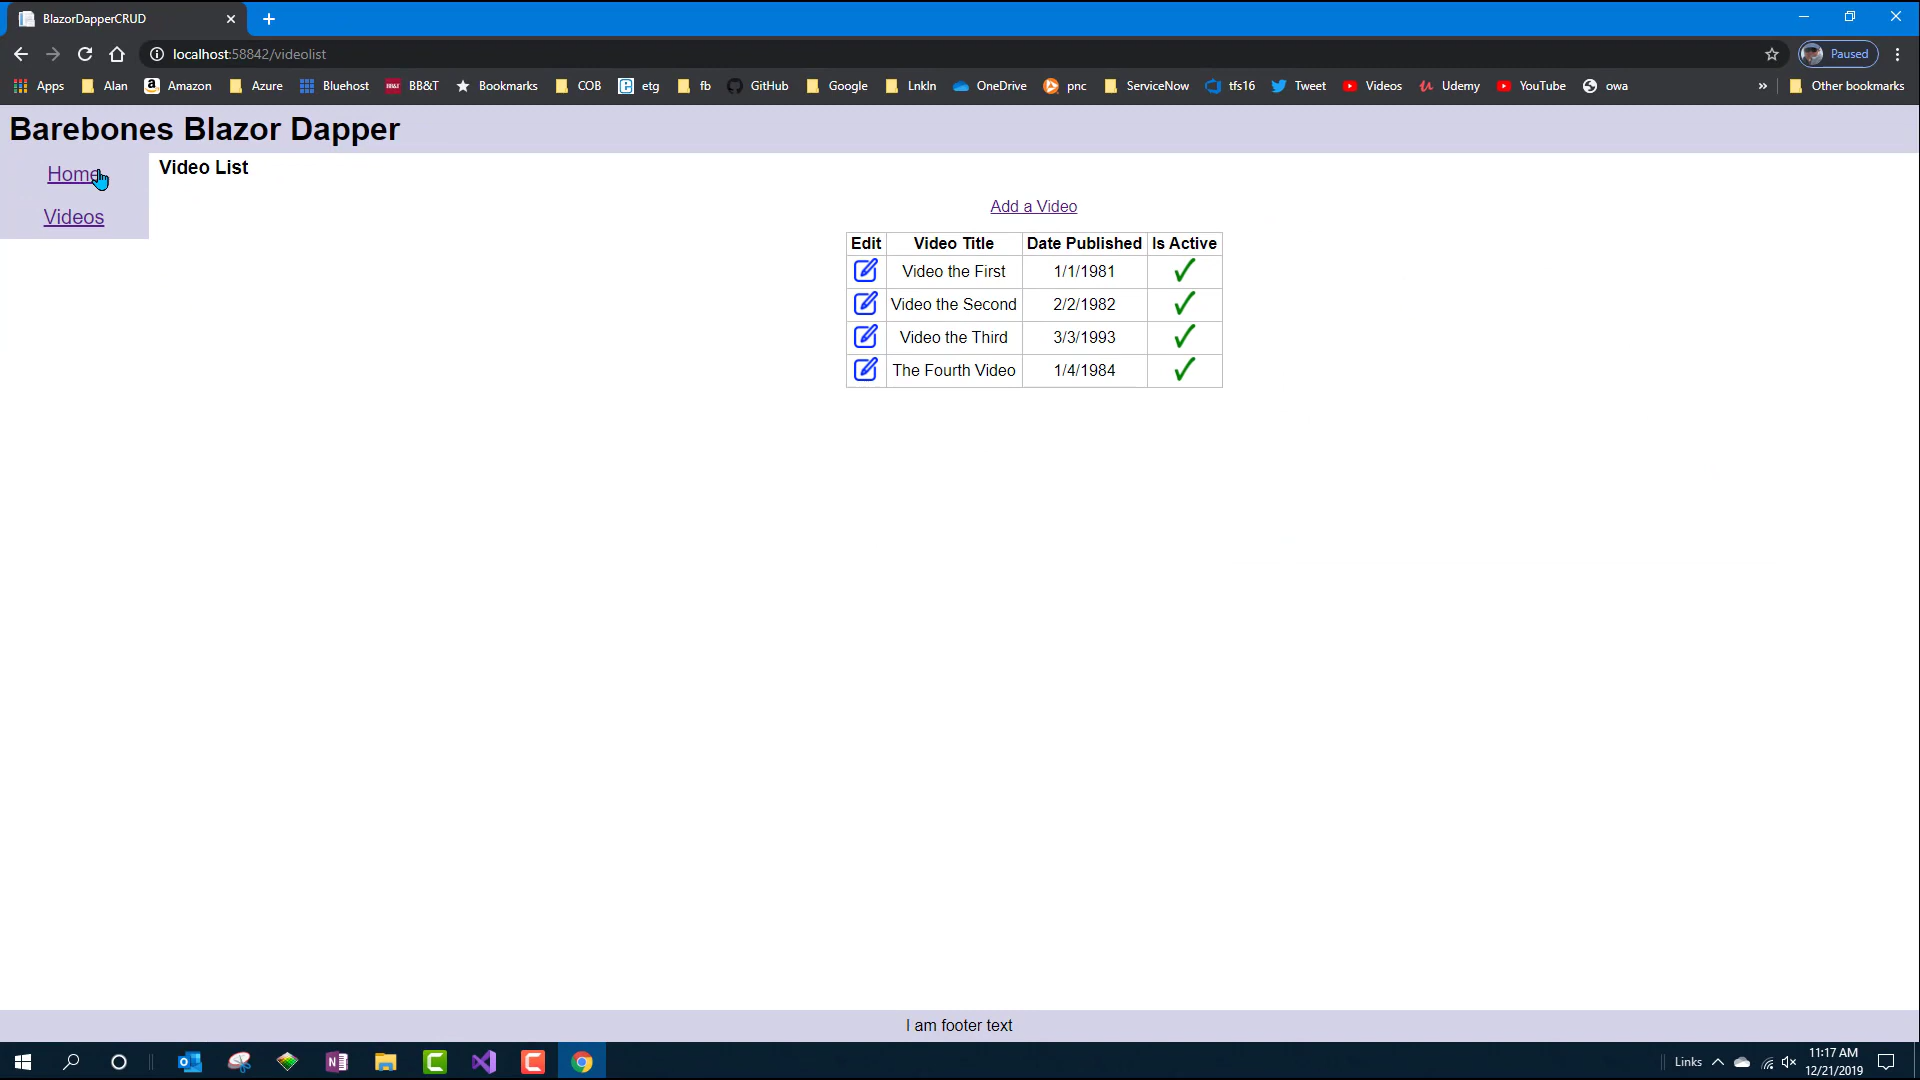 BlazorDapperCRUD
localhost:58842/videolist
Paused
Apps Alan Amazon Azure Bluehost BB&T Bookmarks COB etg fb GitHub Google LnkIn OneDrive pnc ServiceNow tfs16 Tweet Videos Udemy YouTube owa » Other bookmarks
Barebones Blazor Dapper
Home
Videos
Video List
Add a Video
Edit Video Title Date Published Is Active
Video the First 1/1/1981
Video the Second 2/2/1982
Video the Third 3/3/1993
The Fourth Video 1/4/1984
I am footer text
Links
11:17 AM
12/21/2019